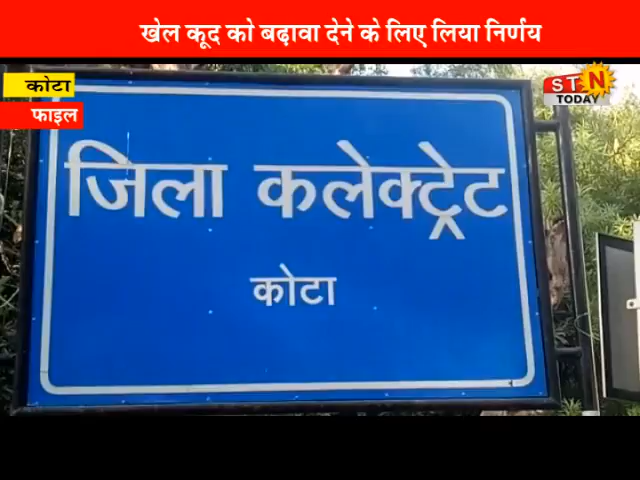 खेल कूद को बढ़ावा देने के लिए लिया निर्णय
कोटा
फाइल
STN
TODAY
जिला कलेक्ट्रेट
कोटा